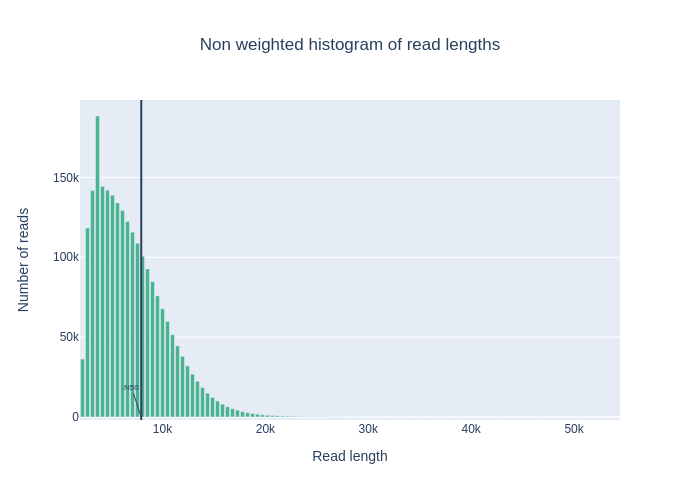 Non weighted histogram of read lengths
Number of reads
150k
100k
50k
0
N50
10k
20k
30k
40k
50k
Read length